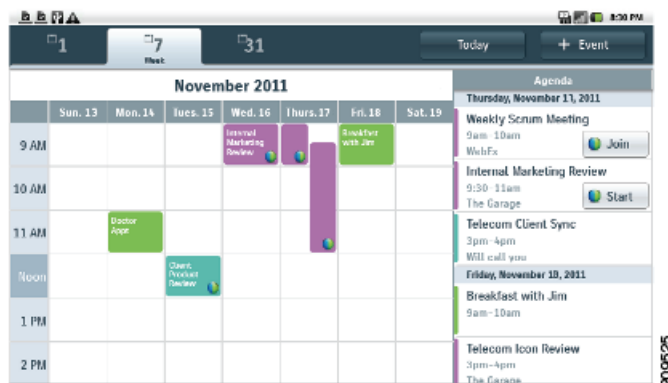 8:30 PM
1
7
Week
31
Today
+ Event
November 2011
Agenda
Sun. 13
Mon. 14
Tues. 15
Wed. 16
Thurs. 17
Fri. 18
Sat. 19
9 AM
10 AM
11 AM
Noon
1 PM
2 PM
Internal
Marketing
Review
Breakfast
with Jim
Doctor
Appt
Client
Product
Review
Thursday, November 17, 2011
Weekly Scrum Meeting
9am-10am
WebEx
Join
Internal Marketing Review
9:30-11am
The Garage
Start
Telecom Client Sync
3pm-4pm
Will call you
Friday, November 18, 2011
Breakfast with Jim
9am-10am
Telecom Icon Review
3pm-4pm
The Garage